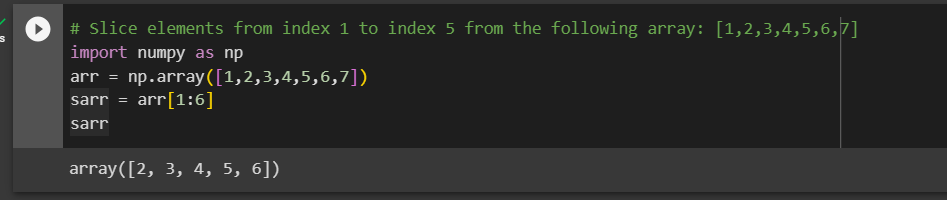 # Slice elements from index 1 to index 5 from the following array: [1,2,3,4,5,6,7]
s
import numpy as np
arr = np.array([1,2,3,4,5,6,7])
sarr = arr[1:6]
sarr
array([2, 3, 4, 5, 6])